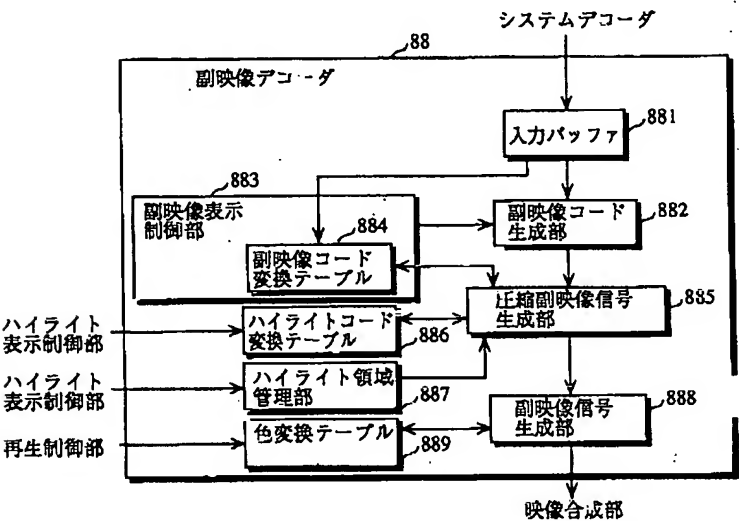 システムデコーダ
88
副映像デコーダ
881
入力バッファ
883
副映像表示
制御部
884
副映像コード
変換テーブル
副映像コード
生成部
882
圧縮副映像信号
生成部
885
ハイライト
表示制御部
ハイライトコード
変換テーブル
886
ハイライト
表示制御部
ハイライト領域
管理部
887
副映像信号
生成部
888
再生制御部
色変換テーブル
889
映像合成部